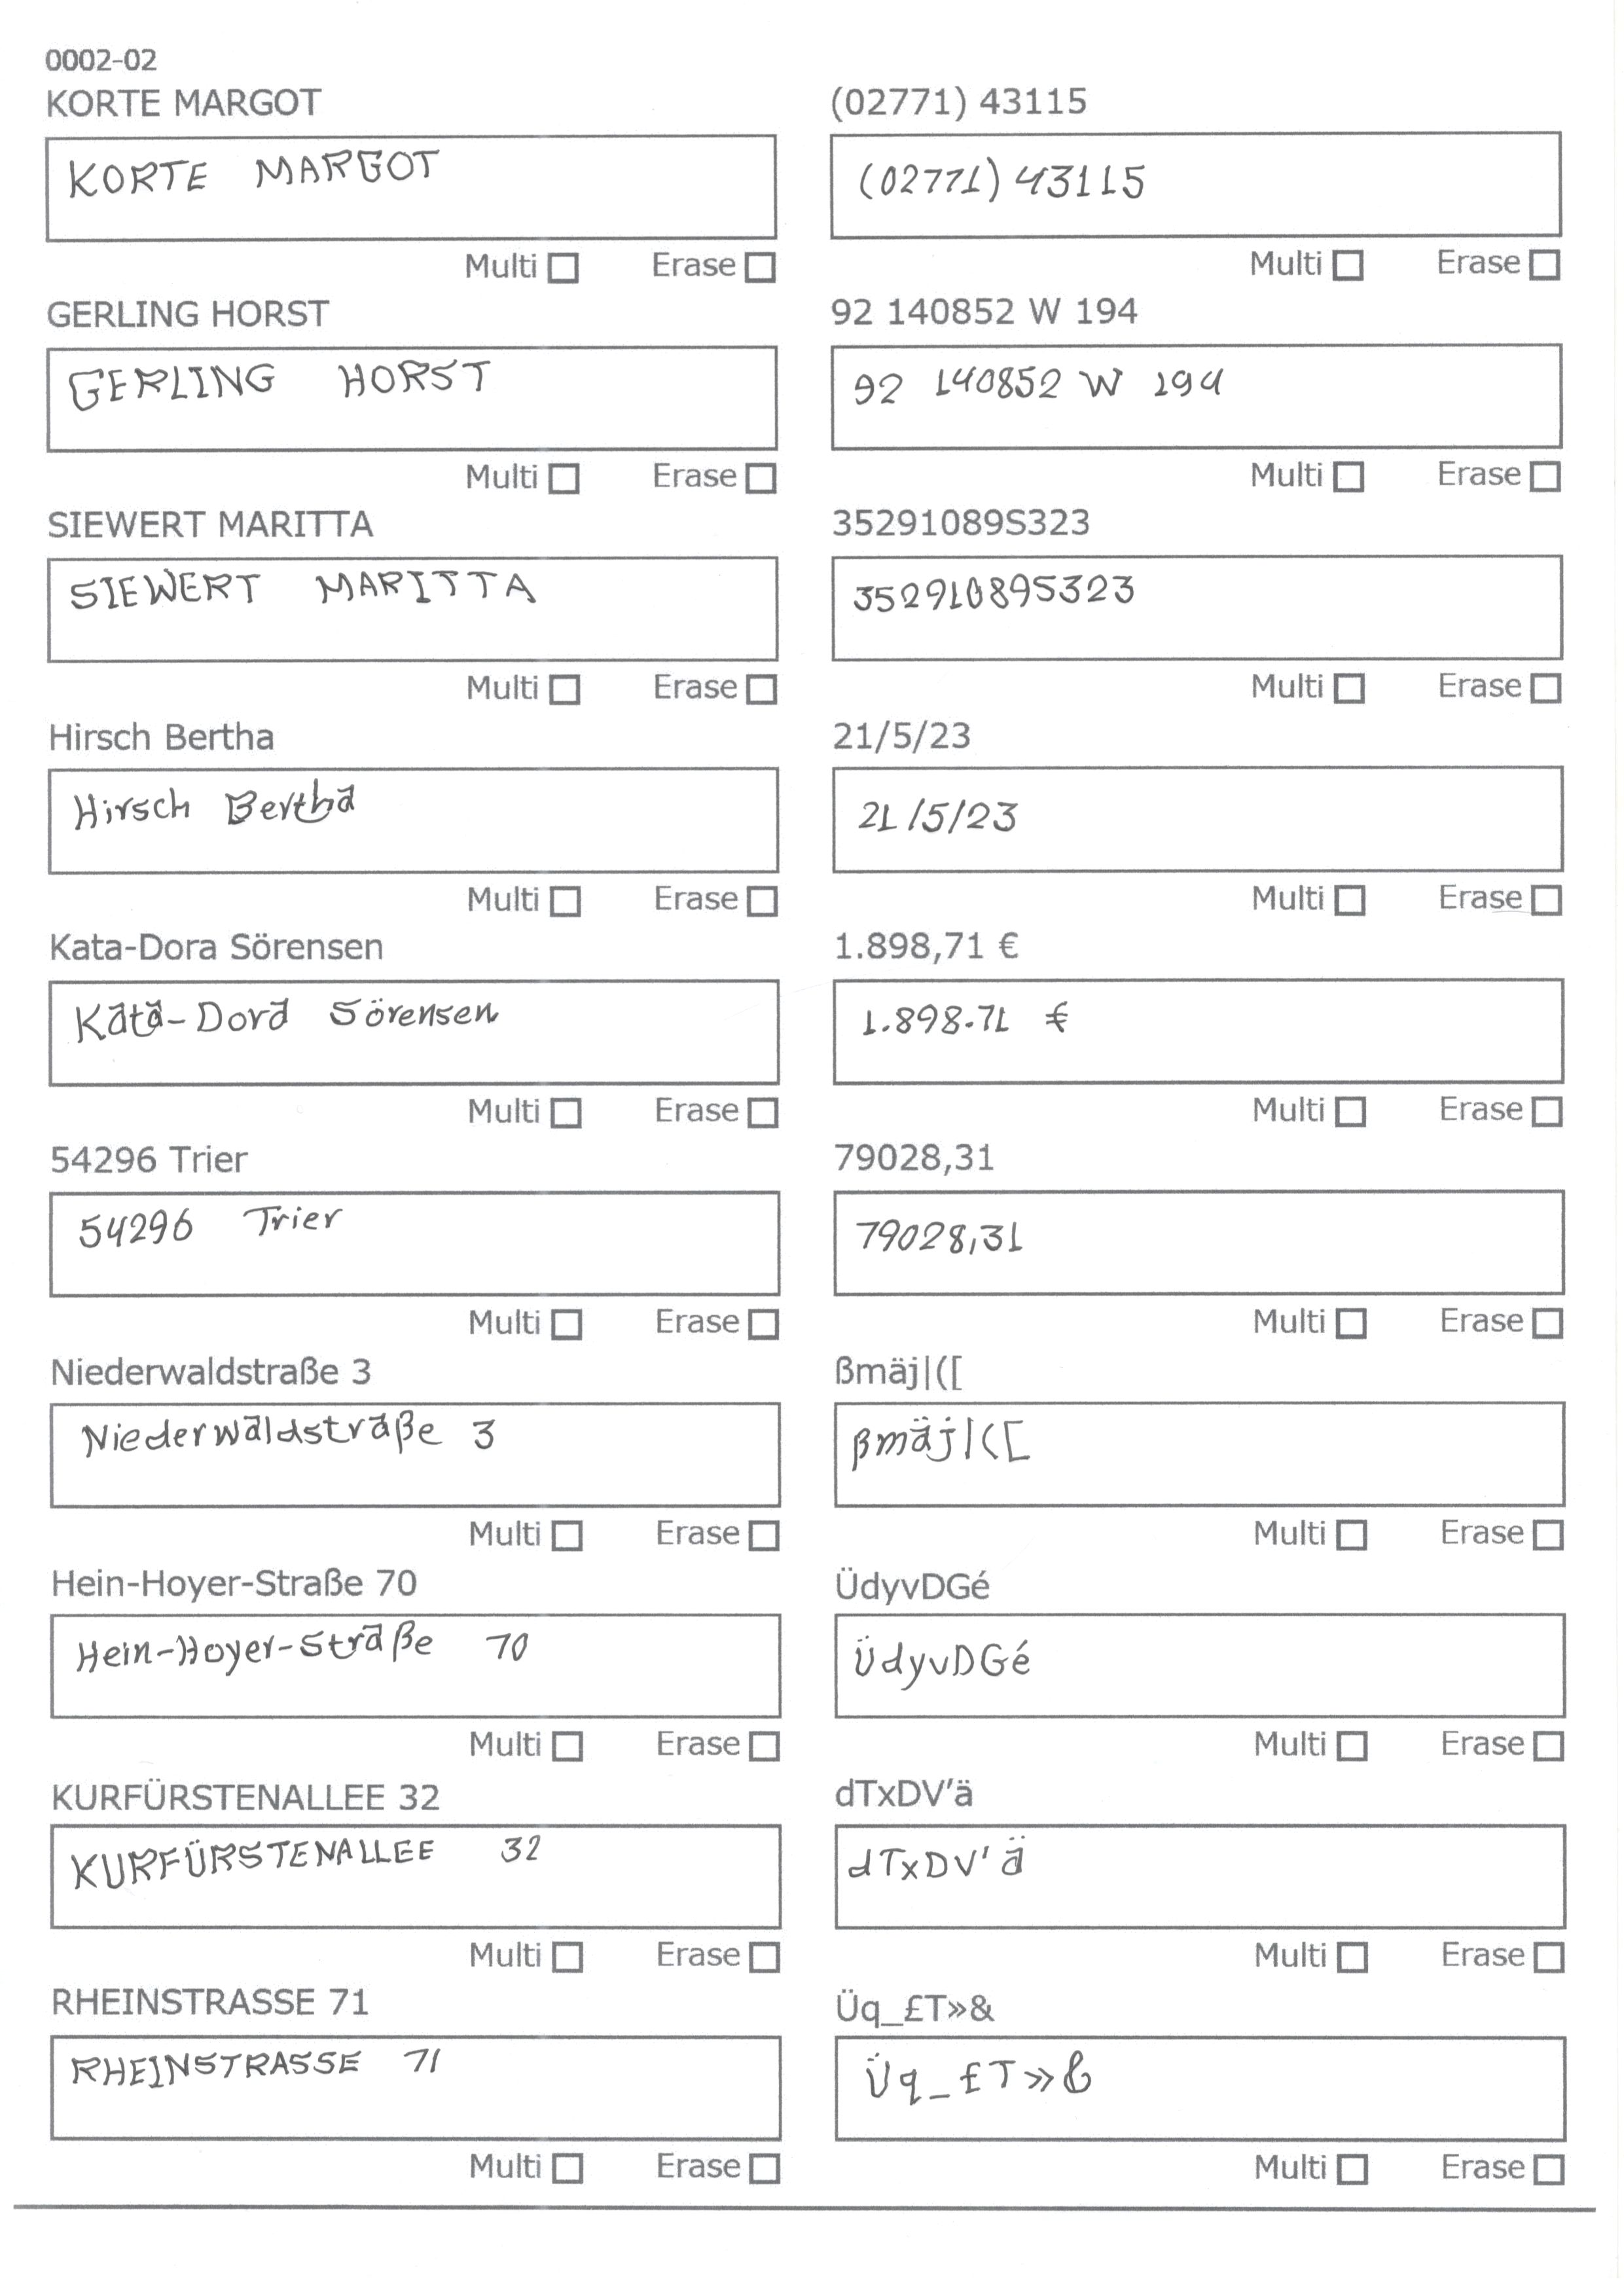 0002-02
KORTE MARGOT (02771) 43115
KORTE MARGOT (02771) 43115
Multi Erase Multi Erase
GERLING HORST 92 140852 W 194
GERLING HORST 92 140852 W 194
Multi Erase Multi Erase
SIEWERT MARITTA 35291089S323
SIEWERT MARITTA 35291089S323
Multi Erase Multi Erase
Hirsch Bertha 21/5/23
Hirsch Bertha 21/5/23
Multi Erase Multi Erase
Kata-Dora Sörensen 1.898,71 €
Kata-Dora Sörensen 1.898.71 €
Multi Erase Multi Erase
54296 Trier 79028,31
54296 Trier 79028,31
Multi Erase Multi Erase
Niederwaldstraße 3 ßmäj|([
Niederwaldstraße 3 ßmäj|([
Multi Erase Multi Erase
Hein-Hoyer-Straße 70 ÜdyvDGé
Hein-Hoyer-Straße 70 ÜdyvDGé
Multi Erase Multi Erase
KURFÜRSTENALLEE 32 dTxDV'ä
KURFÜRSTENALLEE 32 dTxDV'ä
Multi Erase Multi Erase
RHEINSTRASSE 71 Üq_£T»&
RHEINSTRASSE 71 Üq_£T»&
Multi Erase Multi Erase